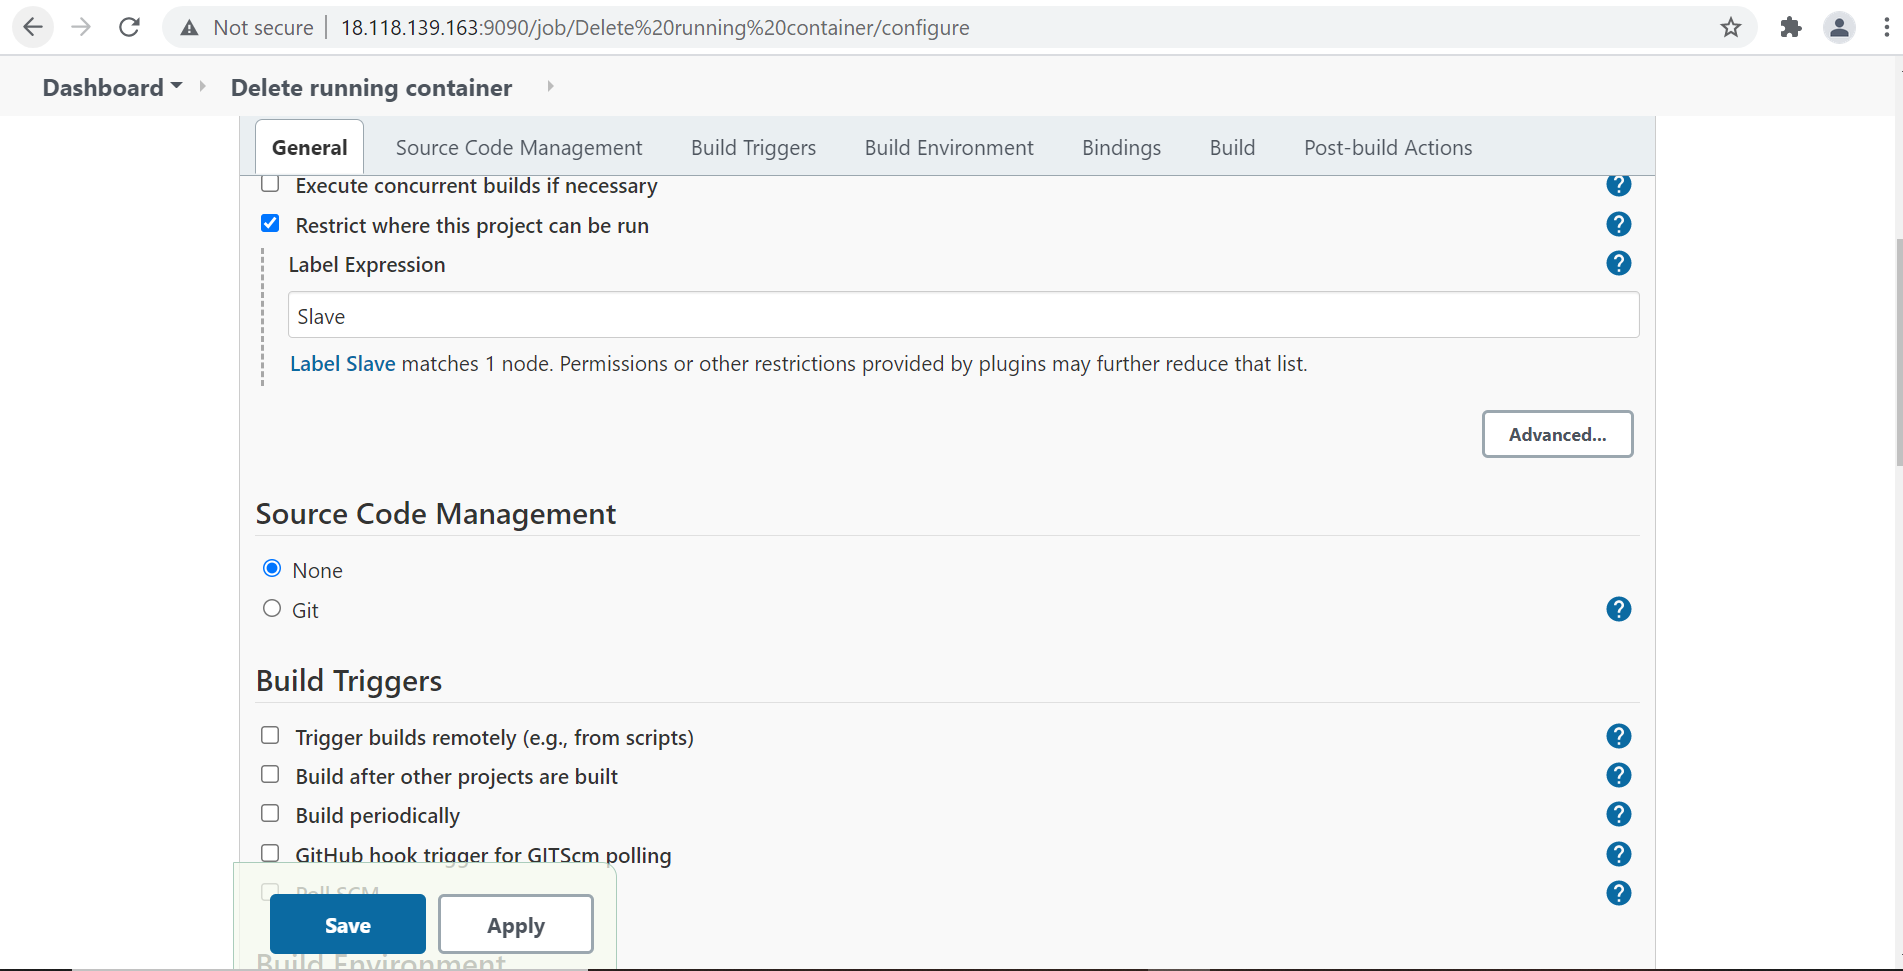 Not secure | 18.118.139.163:9090/job/Delete%20running%20container/configure
Dashboard Delete running container
General Source Code Management Build Triggers Build Environment Bindings Build Post-build Actions
Execute concurrent builds if necessary ?
Restrict where this project can be run ?
Label Expression ?
Slave
Label Slave matches 1 node. Permissions or other restrictions provided by plugins may further reduce that list.
Advanced...
Source Code Management
None
Git ?
Build Triggers
Trigger builds remotely (e.g., from scripts) ?
Build after other projects are built ?
Build periodically ?
GitHub hook trigger for GITScm polling ?
Poll SCM ?
Save Apply
Build Environment